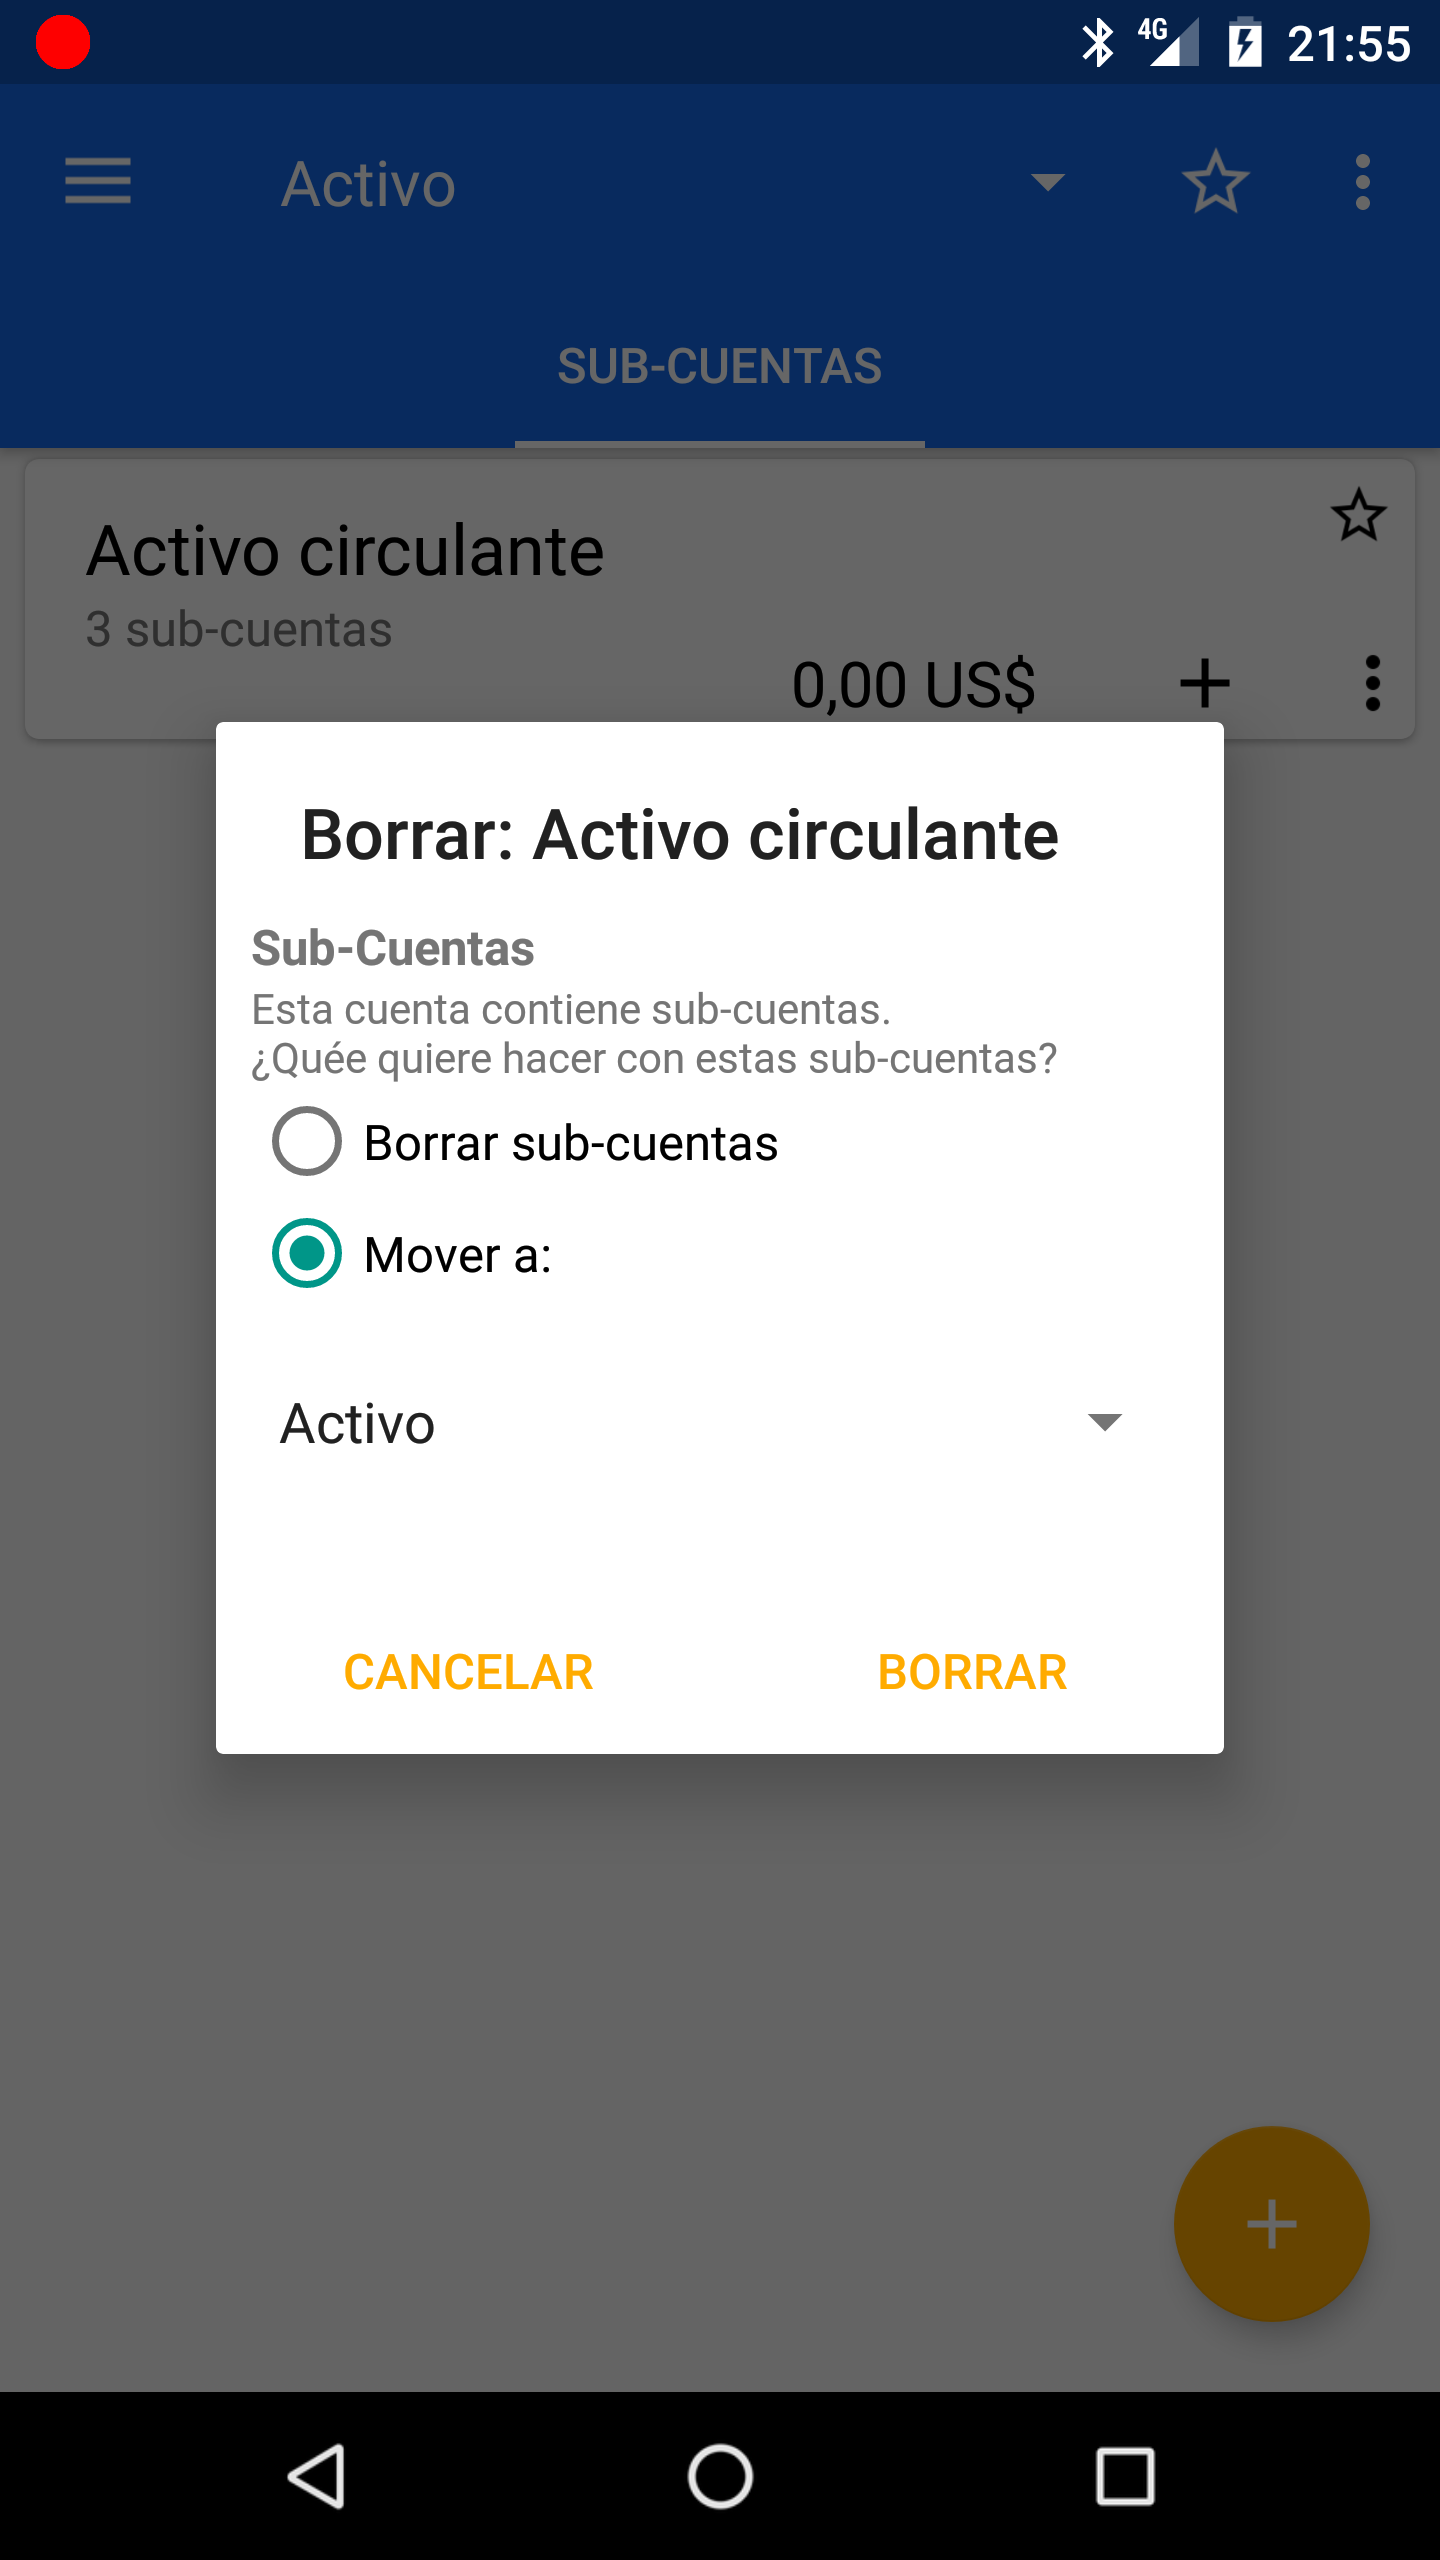 4G 21:55
Activo
SUB-CUENTAS
Activo circulante
3 sub-cuentas
0,00 US$
Borrar: Activo circulante
Sub-Cuentas
Esta cuenta contiene sub-cuentas.
¿Quée quiere hacer con estas sub-cuentas?
Borrar sub-cuentas
Mover a:
Activo
CANCELAR BORRAR